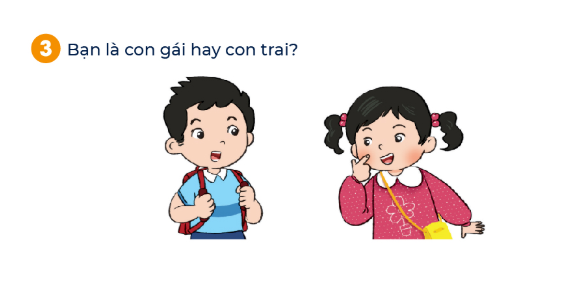 3 Bạn là con gái hay con trai?